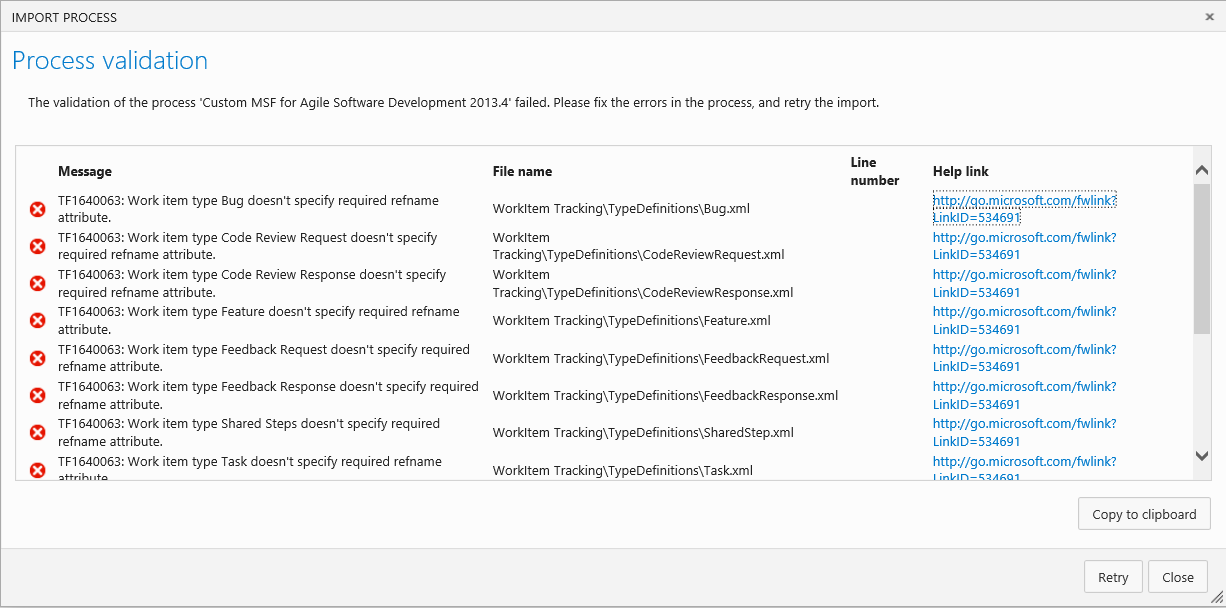 IMPORT PROCESS
Process validation
The validation of the process 'Custom MSF for Agile Software Development 2013.4' failed. Please fix the errors in the process, and retry the import.
Message File name Line number Help link
TF1640063: Work item type Bug doesn't specify required refname
attribute.
WorkItem Tracking\TypeDefinitions\Bug.xml
http://go.microsoft.com/fwlink?
LinkID=534691
TF1640063: Work item type Code Review Request doesn't specify
required refname attribute.
WorkItem
Tracking\TypeDefinitions\CodeReviewRequest.xml
http://go.microsoft.com/fwlink?
LinkID=534691
TF1640063: Work item type Code Review Response doesn't specify
required refname attribute.
WorkItem
Tracking\TypeDefinitions\CodeReviewResponse.xml
http://go.microsoft.com/fwlink?
LinkID=534691
TF1640063: Work item type Feature doesn't specify required refname
attribute.
WorkItem Tracking\TypeDefinitions\Feature.xml
http://go.microsoft.com/fwlink?
LinkID=534691
TF1640063: Work item type Feedback Request doesn't specify required
refname attribute.
WorkItem Tracking\TypeDefinitions\FeedbackRequest.xml
http://go.microsoft.com/fwlink?
LinkID=534691
TF1640063: Work item type Feedback Response doesn't specify required
refname attribute.
WorkItem Tracking\TypeDefinitions\FeedbackResponse.xml
http://go.microsoft.com/fwlink?
LinkID=534691
TF1640063: Work item type Shared Steps doesn't specify required
refname attribute.
WorkItem Tracking\TypeDefinitions\SharedStep.xml
http://go.microsoft.com/fwlink?
LinkID=534691
TF1640063: Work item type Task doesn't specify required refname
attribute.
WorkItem Tracking\TypeDefinitions\Task.xml
http://go.microsoft.com/fwlink?
LinkID=534691
Copy to clipboard
Retry
Close